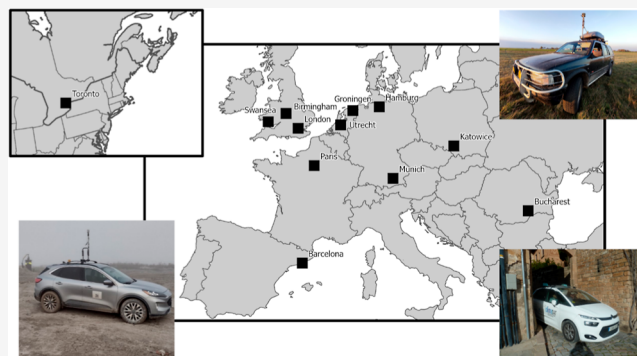 Toronto
Swansea
Birmingham
London
Groningen
Hamburg
Utrecht
Katowice
Paris
Munich
Bucharest
Barcelona